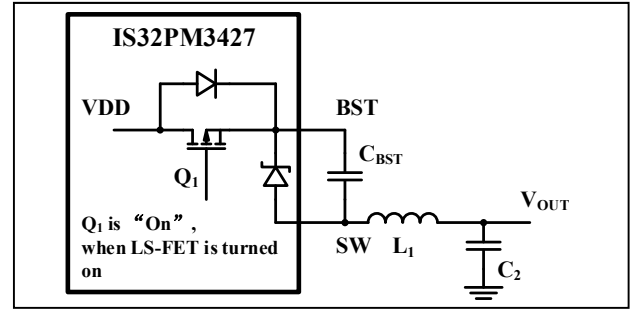 IS32PM3427
VDD
BST
Q1
CBST
Q1 is “On”,
when LS-FET is turned
on
SW
L1
VOUT
C2